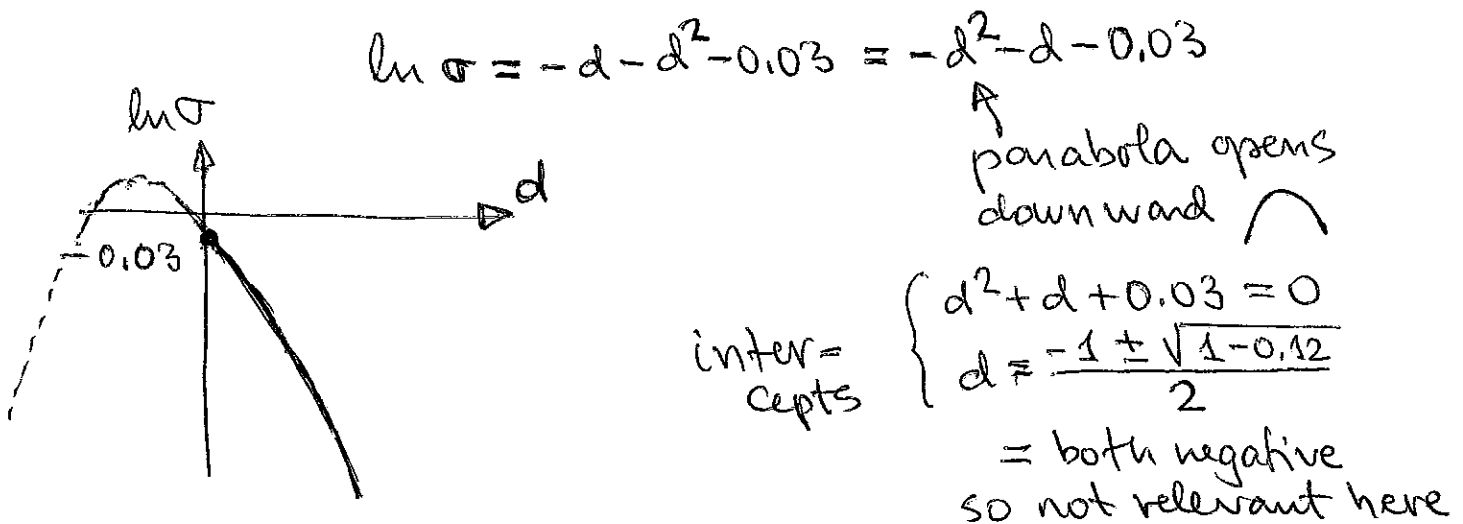 ln σ = -d-d²-0.03 = -d²-d-0.03
ln σ
d
parabola opens
downward
-0.03
inter-
cepts
d²+d+0.03 = 0
d = (-1 ± √(1-0.12))/2
= both negative
so not relevant here